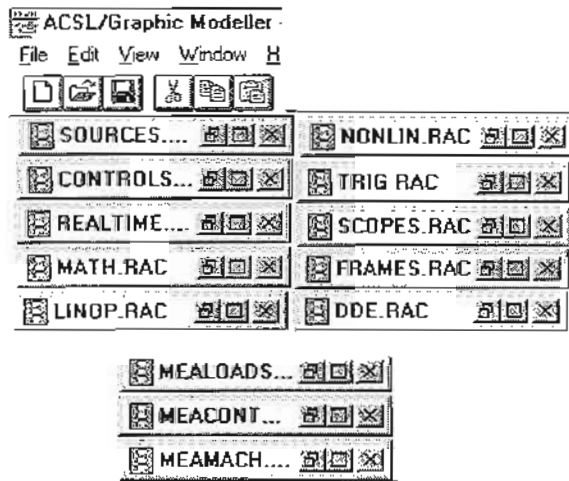 ACSL/Graphic Modeller -
File Edit View Window H
SOURCES.... NONLIN.RAC
CONTROLS... TRIG RAC
REALTIME.... SCOPES.RAC
MATH.RAC FRAMES.RAC
LINOP.RAC DDE.RAC
MEALOADS...
MEACONT...
MEAMACH....